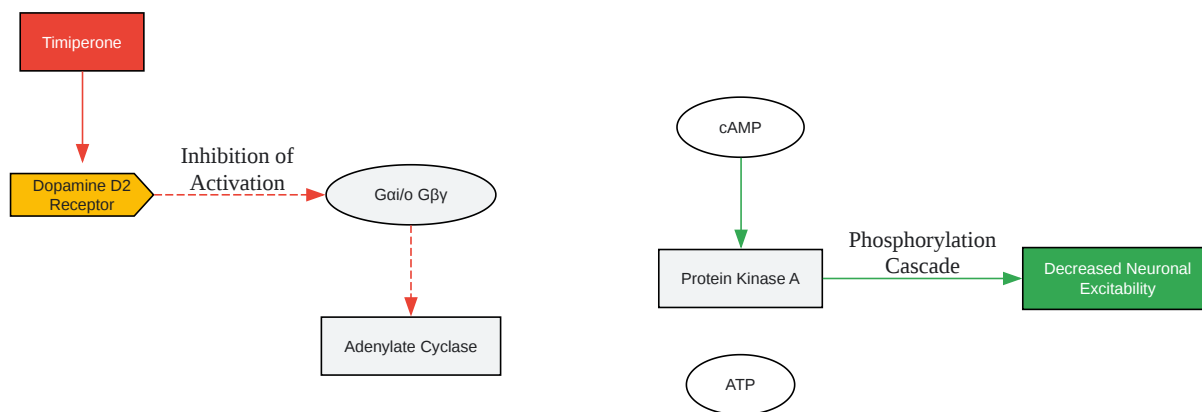 Timiperone
Dopamine D2
Receptor
Inhibition of
Activation
Gαi/o Gβγ
Adenylate Cyclase
cAMP
Protein Kinase A
Phosphorylation
Cascade
Decreased Neuronal
Excitability
ATP